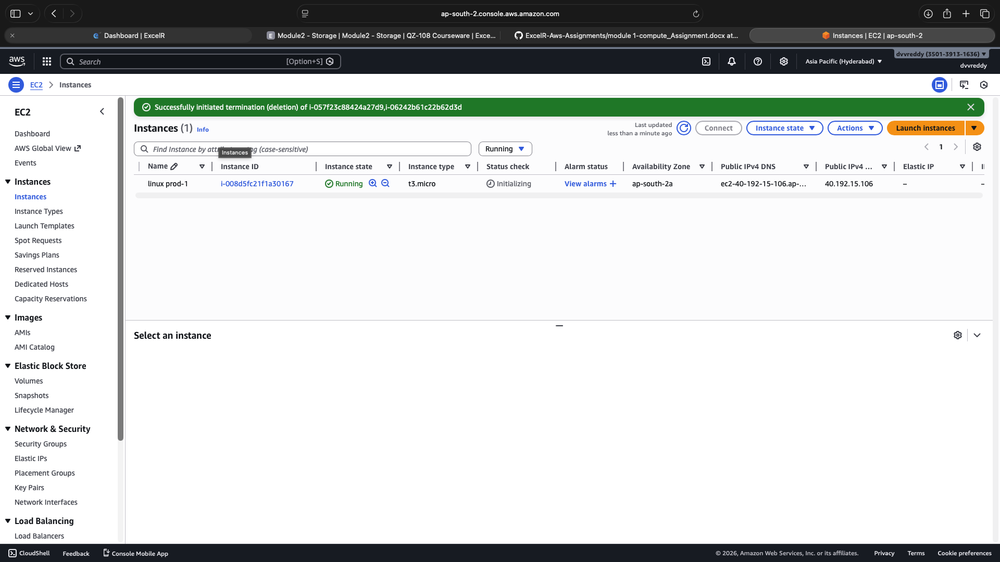 ap-south-2.console.aws.amazon.com
Dashboard | ExcelR
Module2 - Storage | Module2 - Storage | QZ-108 Courseware | Exce...
ExcelR-Aws-Assignments/module 1-compute_Assignment.docx at...
Instances | EC2 | ap-south-2
aws
Search
[Option+S]
Asia Pacific (Hyderabad)
dvvreddy (3501-3913-1636)
dvvreddy
EC2
Instances
EC2
Dashboard
AWS Global View
Events
Instances
Instances
Instance Types
Launch Templates
Spot Requests
Savings Plans
Reserved Instances
Dedicated Hosts
Capacity Reservations
Images
AMIs
AMI Catalog
Elastic Block Store
Volumes
Snapshots
Lifecycle Manager
Network & Security
Security Groups
Elastic IPs
Placement Groups
Key Pairs
Network Interfaces
Load Balancing
Load Balancers
Successfully initiated termination (deletion) of i-057f23c88424a27d9,i-06242b61c22b62d3d
Instances (1) Info
Last updated
less than a minute ago
Connect
Instance state
Actions
Launch instances
Find Instance by (case-sensitive)
Instances
Running
1
Name
Instance ID
Instance state
Instance type
Status check
Alarm status
Availability Zone
Public IPv4 DNS
Public IPv4 ...
Elastic IP
linux prod-1
i-008d5fc21f1a30167
Running
t3.micro
Initializing
View alarms +
ap-south-2a
ec2-40-192-15-106.ap-...
40.192.15.106
–
–
Select an instance
CloudShell
Feedback
Console Mobile App
© 2026, Amazon Web Services, Inc. or its affiliates.
Privacy
Terms
Cookie preferences